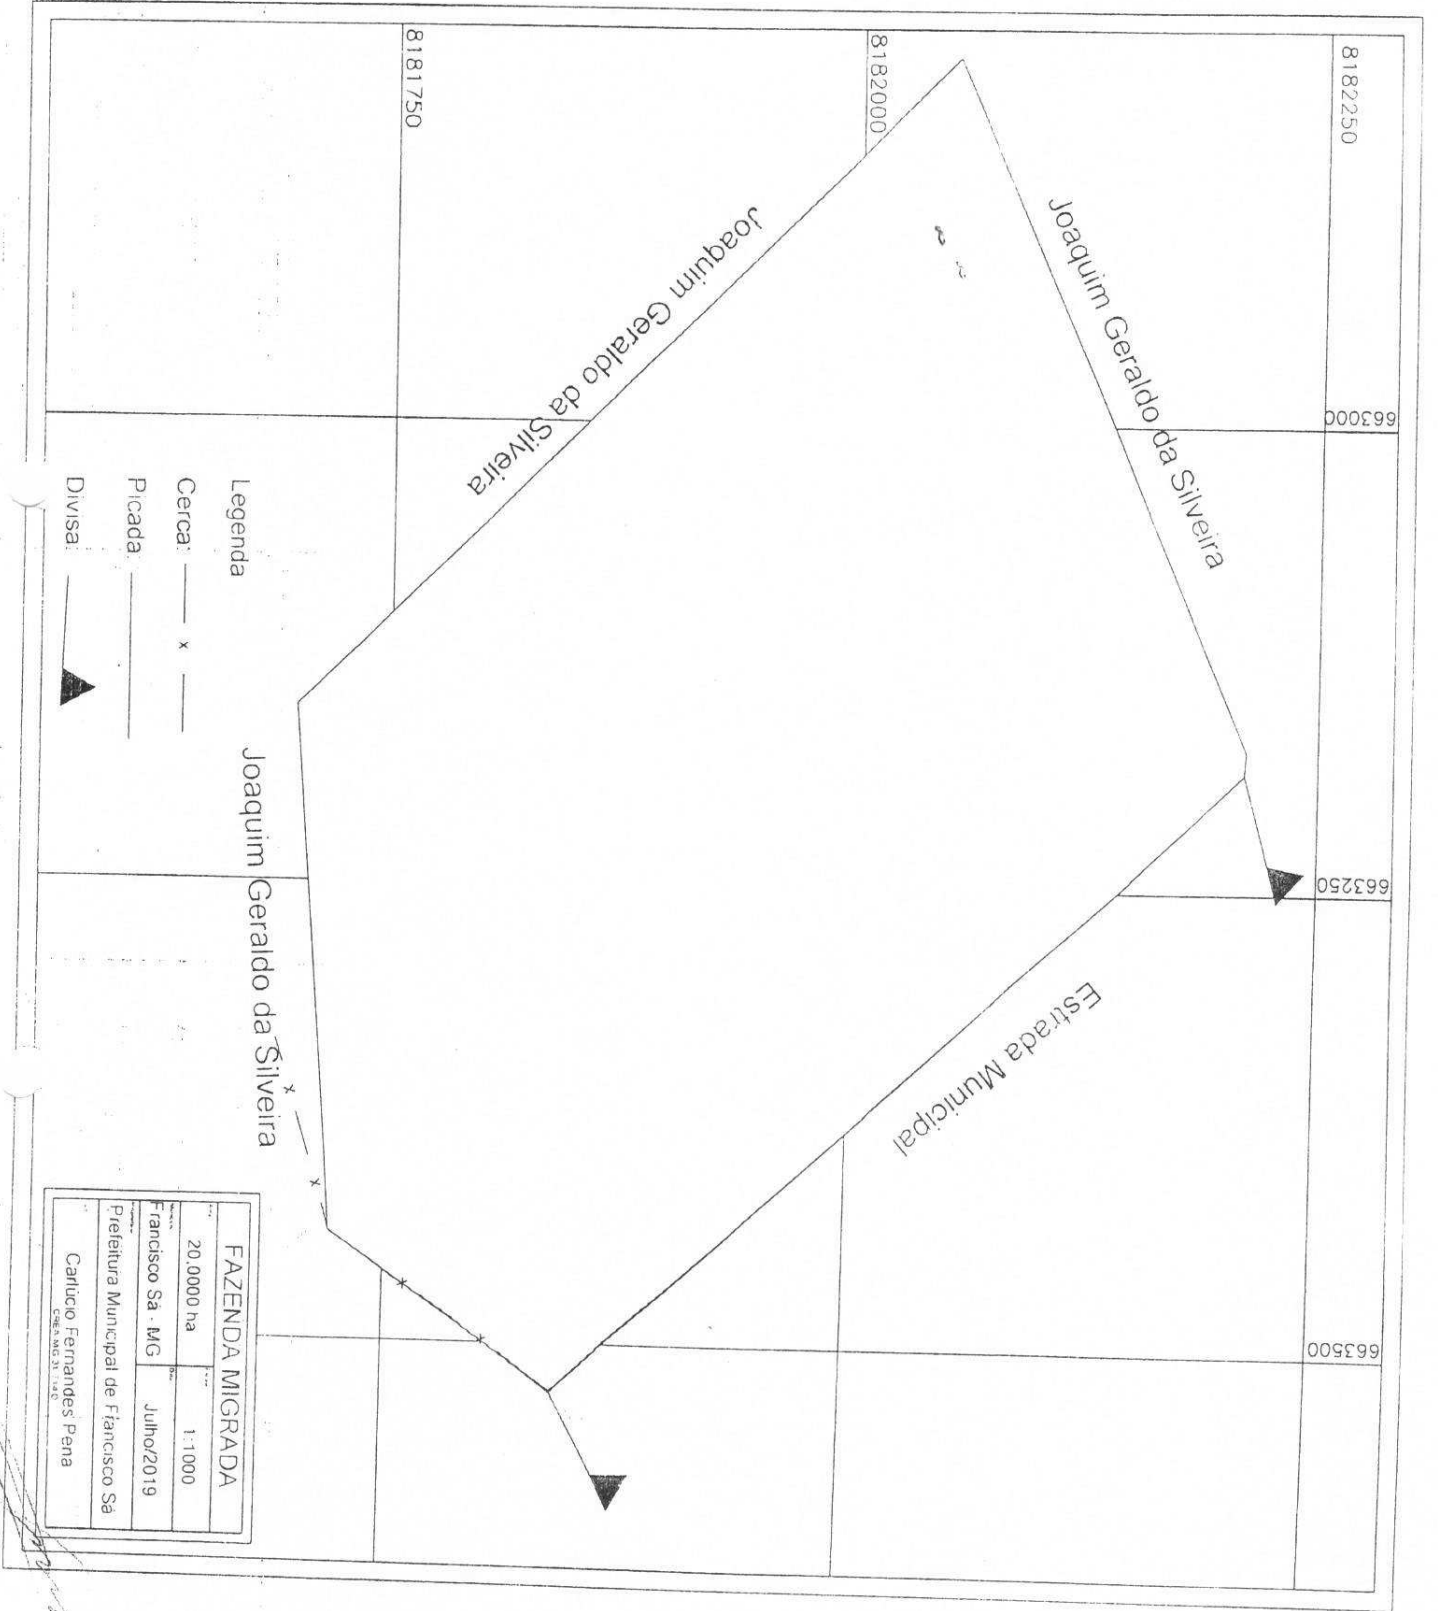 8182250
8182000
8181750
663000
663250
663500
Joaquim Geraldo da Silveira
Joaquim Geraldo da Silveira
Estrada Municipal
Joaquim Geraldo da Silveira
Legenda
Cerca: x
Picada:
Divisa:
FAZENDA MIGRADA
20.0000 ha 1:1000
Francisco Sá - MG Julho/2019
Prefeitura Municipal de Francisco Sá
Carlúcio Fernandes Pena